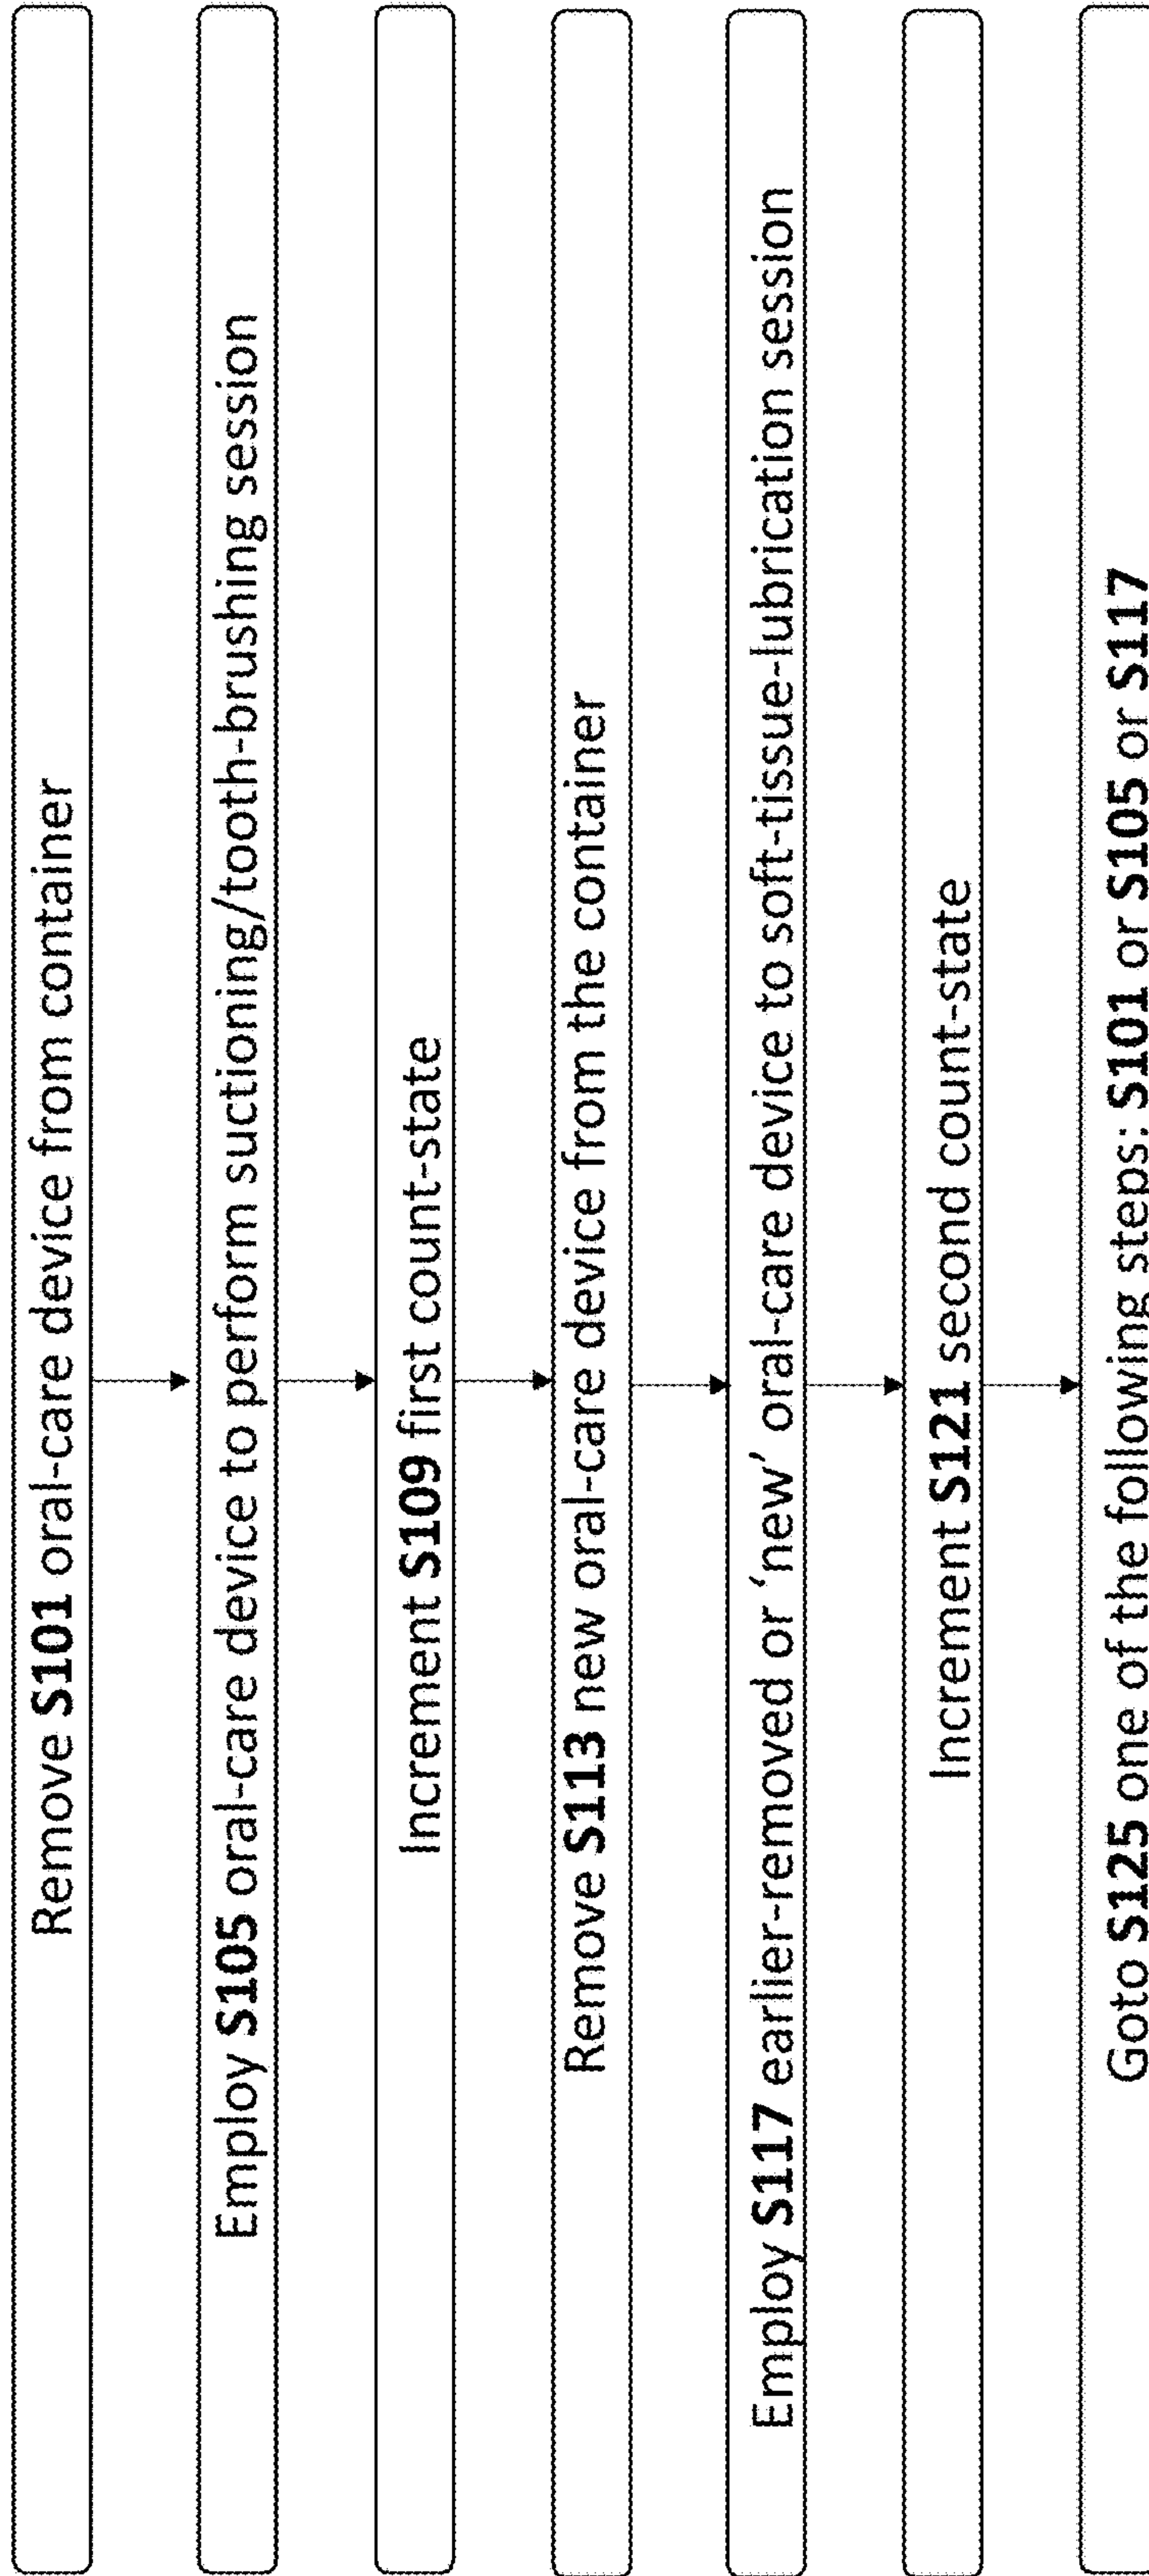 Remove S101 oral-care device from container
Employ S105 oral-care device to perform suctioning/tooth-brushing session
Increment S109 first count-state
Remove S113 new oral-care device from the container
Employ S117 earlier-removed or ‘new’ oral-care device to soft-tissue-lubrication session
Increment S121 second count-state
Goto S125 one of the following steps: S101 or S105 or S117